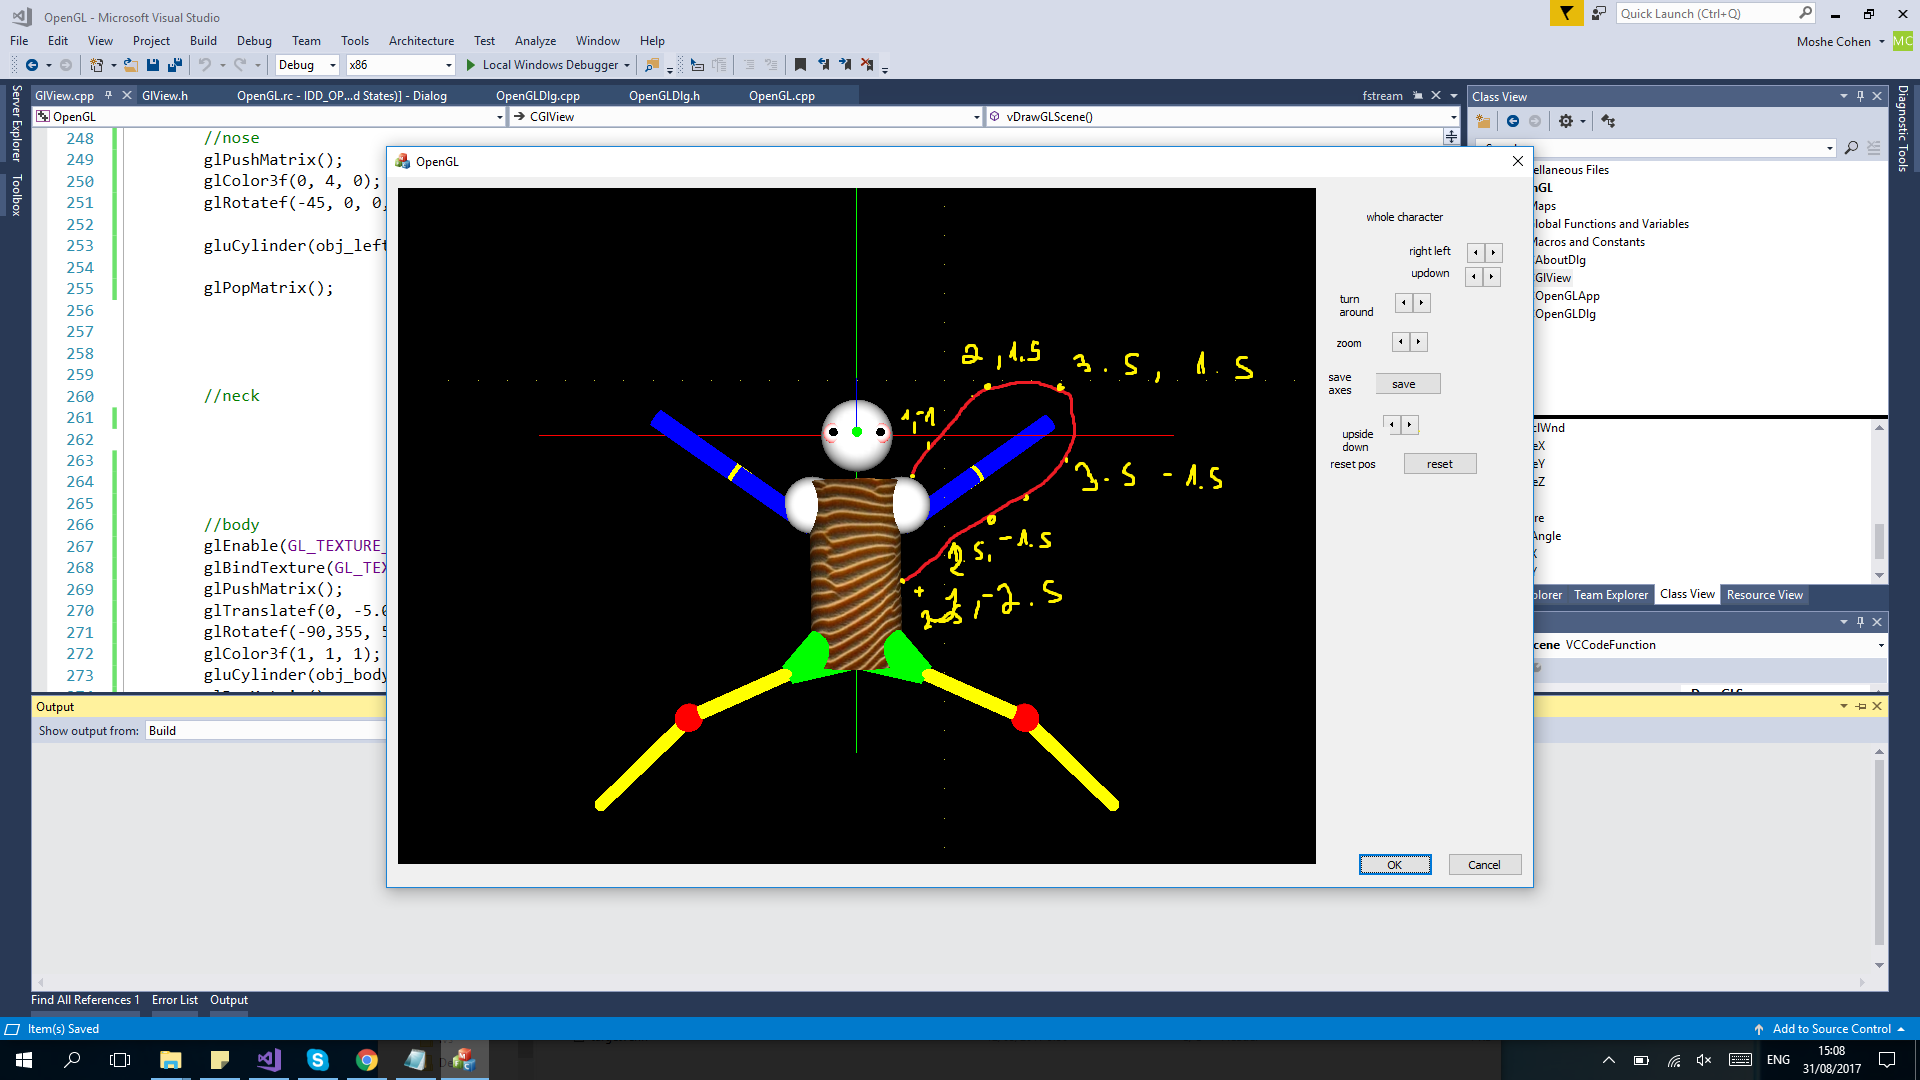 OpenGL - Microsoft Visual Studio
Quick Launch (Ctrl+Q)
File Edit View Project Build Debug Team Tools Architecture Test Analyze Window Help
Moshe Cohen MC
Debug x86 Local Windows Debugger
GlView.cpp GlView.h OpenGL.rc - IDD_OP...d States)] - Dialog OpenGLDlg.cpp OpenGLDlg.h OpenGL.cpp fstream
OpenGL CGlView vDrawGLScene()
Server Explorer
Toolbox
248 //nose
249 glPushMatrix();
250 glColor3f(0, 4, 0);
251 glRotatef(-45, 0, 0,
252
253 gluCylinder(obj_left
254
255 glPopMatrix();
256
257
258
259
260 //neck
261
262
263
264
265
266 //body
267 glEnable(GL_TEXTURE_
268 glBindTexture(GL_TEX
269 glPushMatrix();
270 glTranslatef(0, -5.0
271 glRotatef(-90,355, 5
272 glColor3f(1, 1, 1);
273 gluCylinder(obj_body
OpenGL
2,1.5
3.5, 1.5
1,-1
3.5 -1.5
5,-1.5
,-2.5
whole character
right left
updown
turn
around
zoom
save
axes
save
upside
down
reset pos
reset
OK Cancel
Class View
Diagnostic Tools
ellaneous Files
nGL
Maps
lobal Functions and Variables
Macros and Constants
AboutDlg
GlView
OpenGLApp
OpenGLDlg
clWnd
eX
eY
eZ
re
Angle
plorer Team Explorer Class View Resource View
cene VCCodeFunction
Output
Show output from: Build
Find All References 1 Error List Output
Item(s) Saved
Add to Source Control
ENG
15:08
31/08/2017